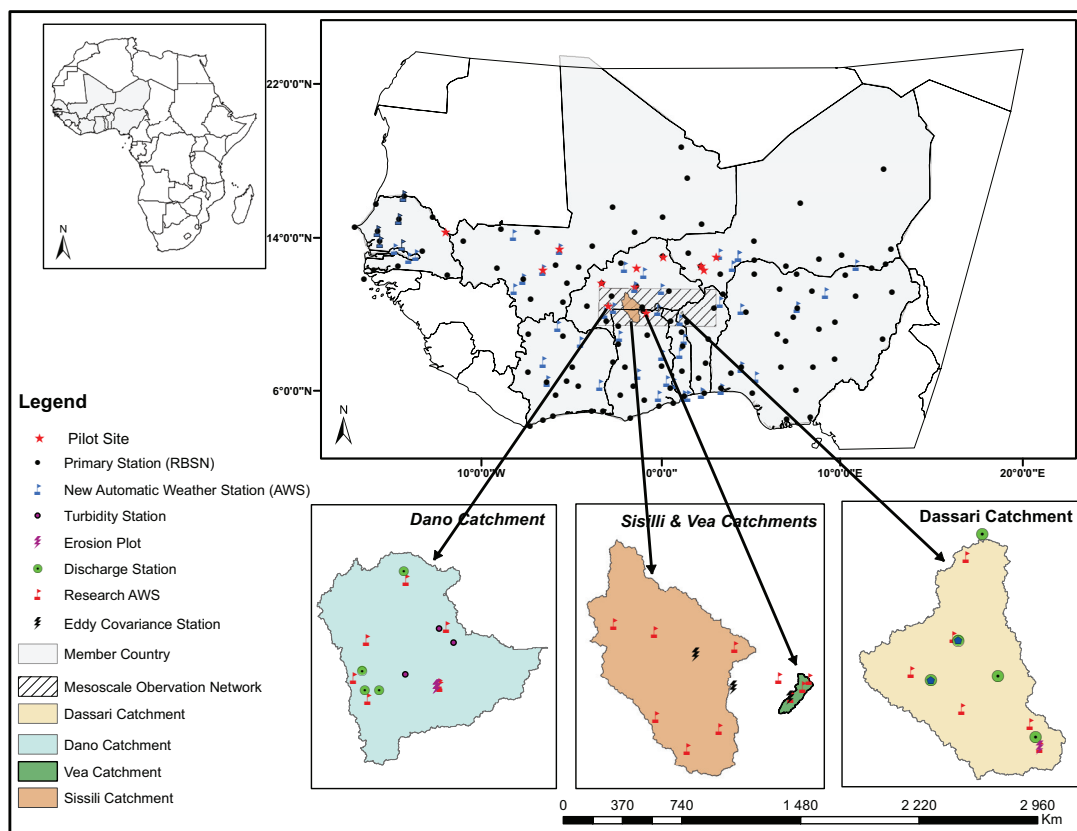 N
22°0'0"N
14°0'0"N
6°0'0"N
N
10°0'0"W
0°0'0"E
10°0'0"E
20°0'0"E
Legend
Pilot Site
Primary Station (RBSN)
New Automatic Weather Station (AWS)
Turbidity Station
Erosion Plot
Discharge Station
Research AWS
Eddy Covariance Station
Member Country
Mesoscale Obervation Network
Dassari Catchment
Dano Catchment
Vea Catchment
Sissili Catchment
Dano Catchment
Sisilli & Vea Catchments
Dassari Catchment
0 370 740 1 480 2 220 2 960
Km